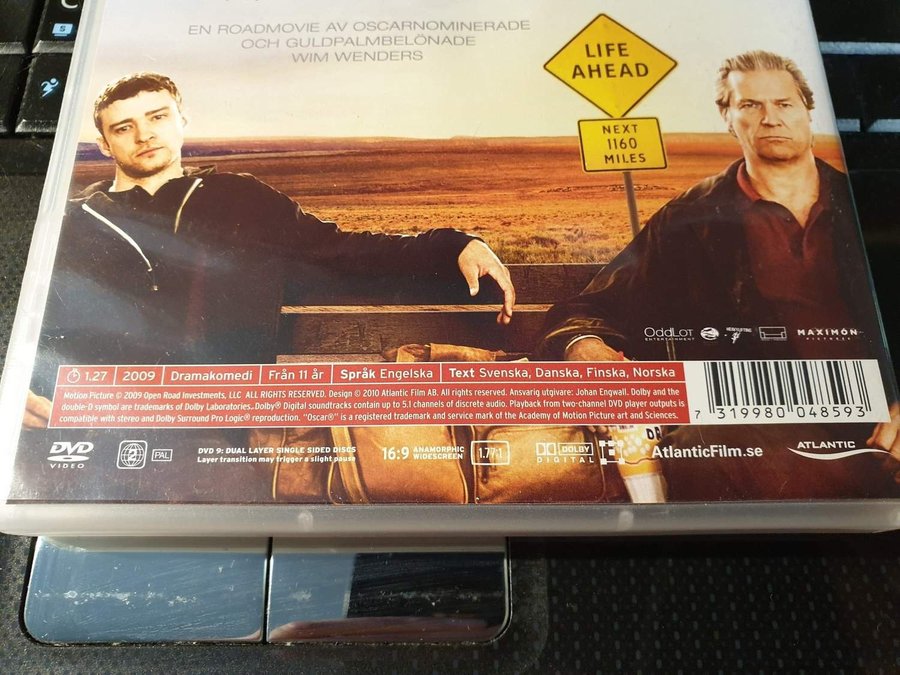 EN ROADMOVIE AV OSCARNOMINERADE
OCH GULDPALMBELÖNADE
WIM WENDERS
LIFE
AHEAD
NEXT
1160
MILES
OddLot
ENTERTAINMENT
MAXIMÓN
PICTURES
1.27 2009 Dramakomedi Från 11 år Språk Engelska Text Svenska, Danska, Finska, Norska
Motion Picture © 2009 Open Road Investments, LLC ALL RIGHTS RESERVED. Design © 2010 Atlantic Film AB. All rights reserved. Ansvarig utgivare: Johan Engwall. Dolby and the
double-D symbol are trademarks of Dolby Laboratories. Dolby® Digital soundtracks contain up to 5.1 channels of discrete audio. Playback from two-channel DVD player outputs is
compatible with stereo and Dolby Surround Pro Logic® reproduction. "Oscar®" is a registered trademark and service mark of the Academy of Motion Picture art and Sciences.
7 319980 048593
DVD
VIDEO
2
PAL
DVD 9: DUAL LAYER SINGLE SIDED DISCS
Layer transition may trigger a slight pause
16:9 ANAMORPHIC
WIDESCREEN
1.77:1
DOLBY
DIGITAL
AtlanticFilm.se
ATLANTIC